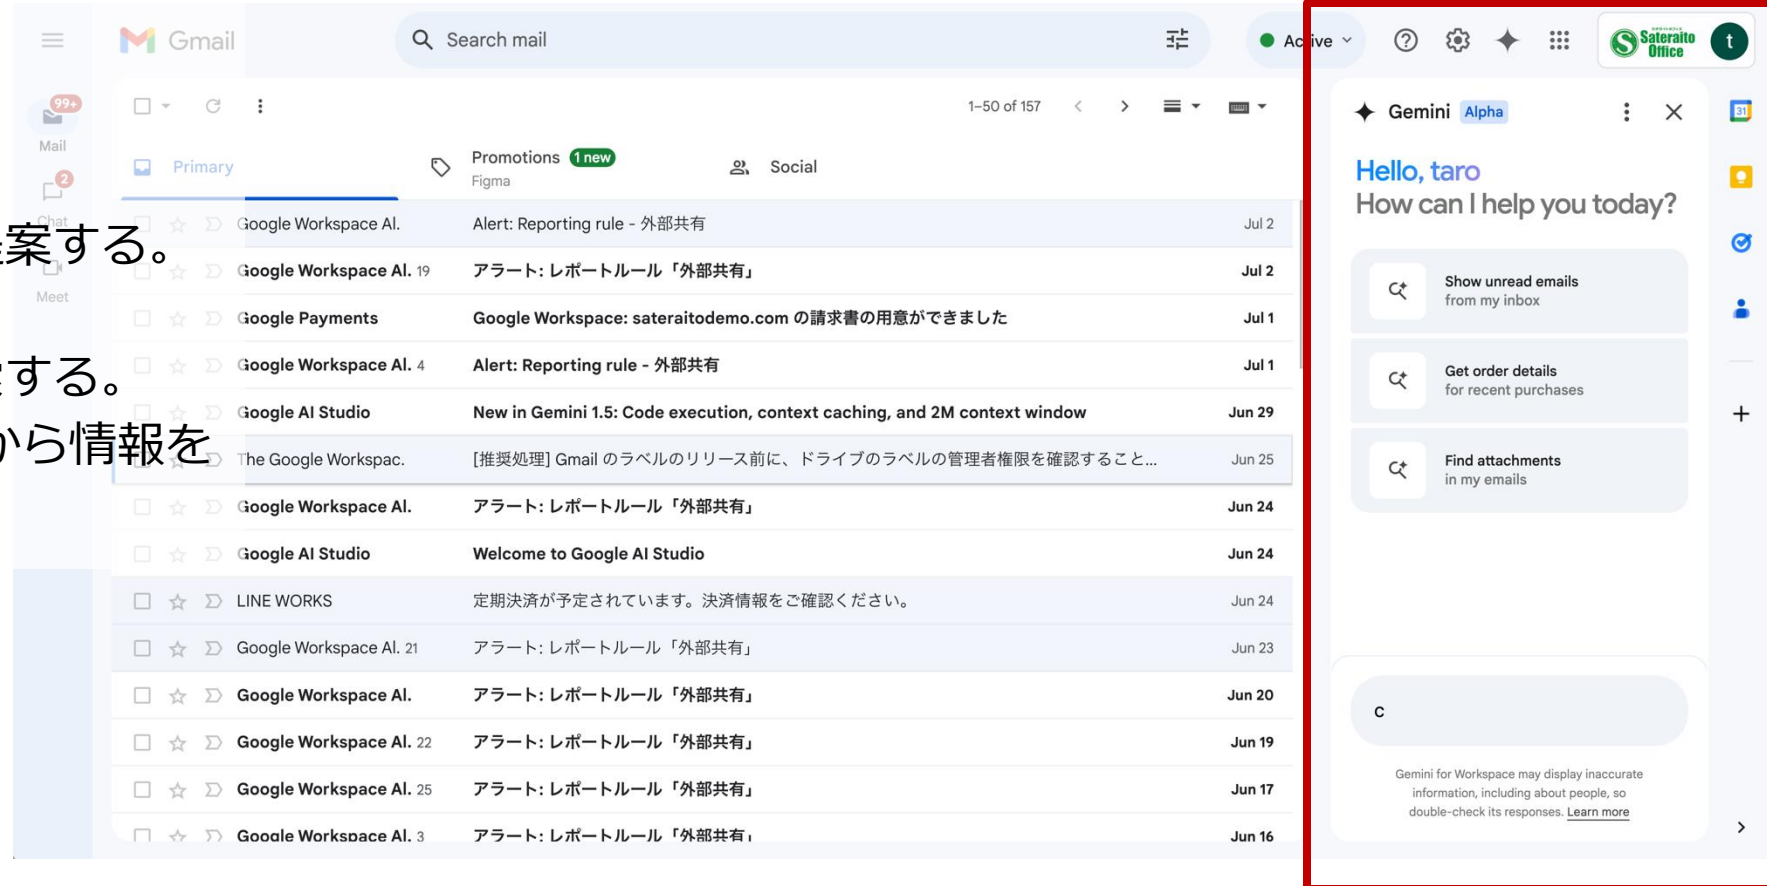 Gmail
Search mail
Active
Sateraito
Office
t
99+
Mail
2
Chat
Meet
案する。
する。
から情報を
1–50 of 157
Primary
Promotions 1 new
Figma
Social
Google Workspace Al. Alert: Reporting rule - 外部共有 Jul 2
Google Workspace Al. 19 アラート: レポートルール「外部共有」 Jul 2
Google Payments Google Workspace: sateraitodemo.com の請求書の用意ができました Jul 1
Google Workspace Al. 4 Alert: Reporting rule - 外部共有 Jul 1
Google AI Studio New in Gemini 1.5: Code execution, context caching, and 2M context window Jun 29
The Google Workspac. [推奨処理] Gmail のラベルのリリース前に、ドライブのラベルの管理者権限を確認すること... Jun 25
Google Workspace Al. アラート: レポートルール「外部共有」 Jun 24
Google AI Studio Welcome to Google AI Studio Jun 24
LINE WORKS 定期決済が予定されています。決済情報をご確認ください。 Jun 24
Google Workspace Al. 21 アラート: レポートルール「外部共有」 Jun 23
Google Workspace Al. アラート: レポートルール「外部共有」 Jun 20
Google Workspace Al. 22 アラート: レポートルール「外部共有」 Jun 19
Google Workspace Al. 25 アラート: レポートルール「外部共有」 Jun 17
Google Workspace Al. 3 アラート: レポートルール「外部共有」 Jun 16
Gemini Alpha
31
Hello, taro
How can I help you today?
Show unread emails
from my inbox
Get order details
for recent purchases
Find attachments
in my emails
c
Gemini for Workspace may display inaccurate
information, including about people, so
double-check its responses. Learn more